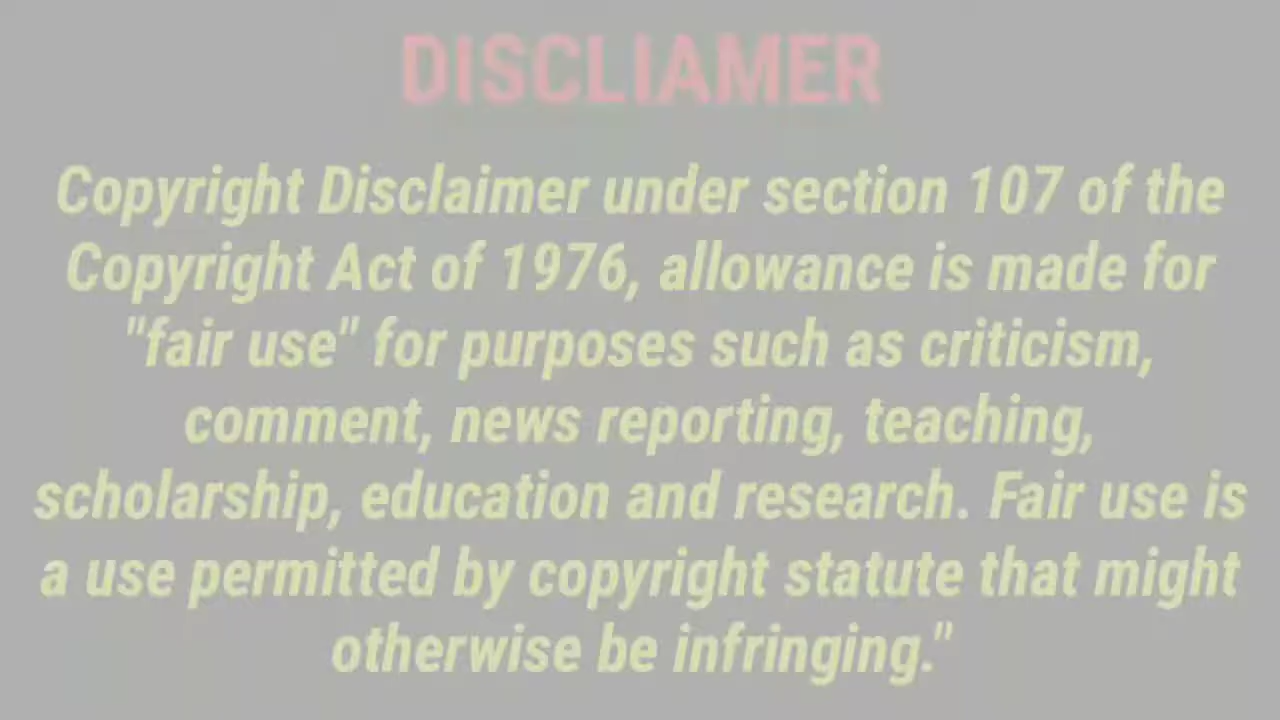 DISCLIAMER
Copyright Disclaimer under section 107 of the
Copyright Act of 1976, allowance is made for
"fair use" for purposes such as criticism,
comment, news reporting, teaching,
scholarship, education and research. Fair use is
a use permitted by copyright statute that might
otherwise be infringing."